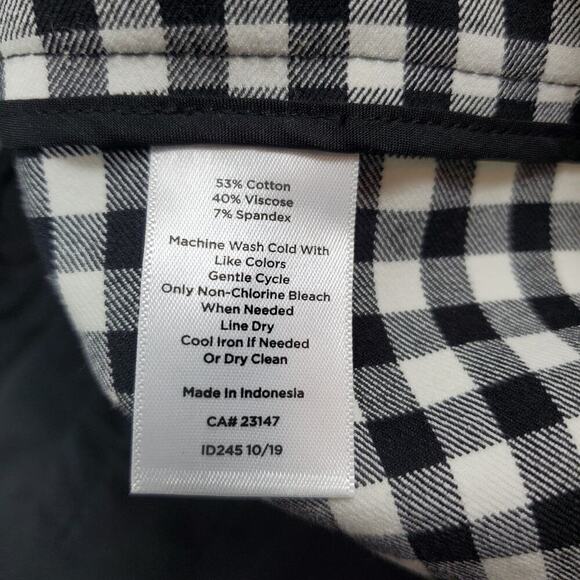 53% Cotton
40% Viscose
7% Spandex
Machine Wash Cold With
Like Colors
Gentle Cycle
Only Non-Chlorine Bleach
When Needed
Line Dry
Cool Iron If Needed
Or Dry Clean
Made In Indonesia
CA# 23147
ID245 10/19